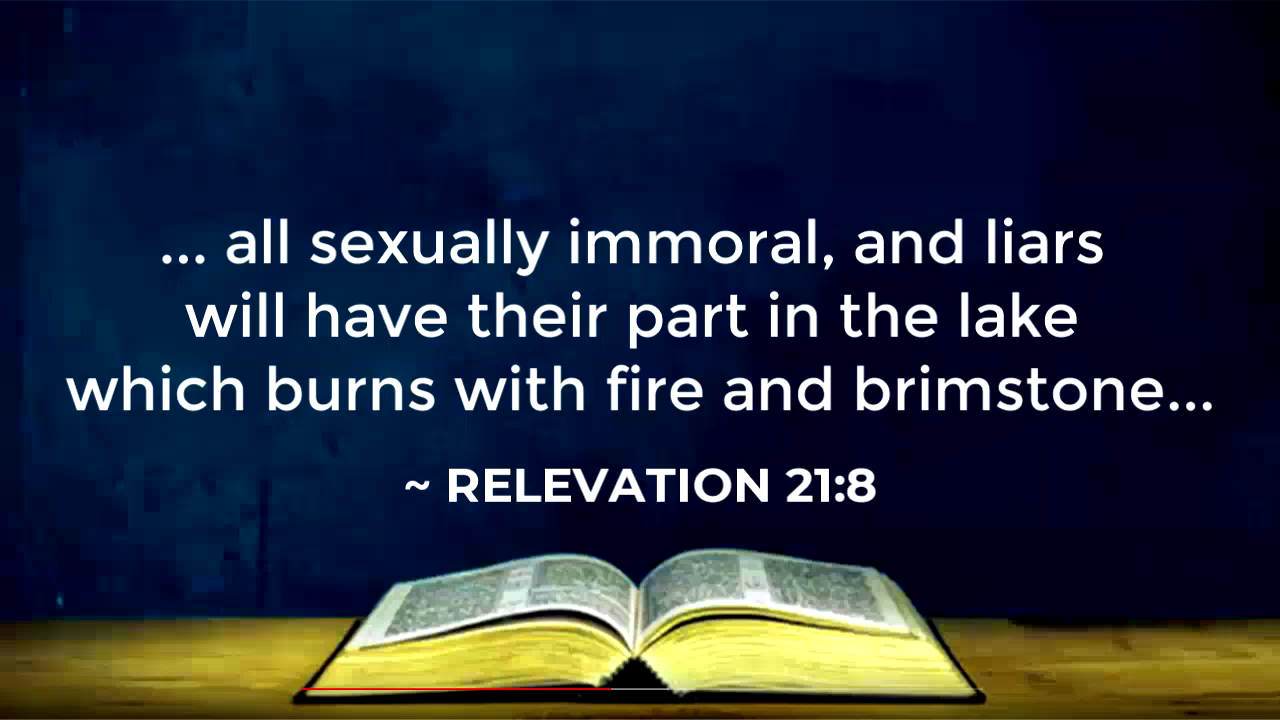 ... all sexually immoral, and liars
will have their part in the lake
which burns with fire and brimstone...
~ RELEVATION 21:8